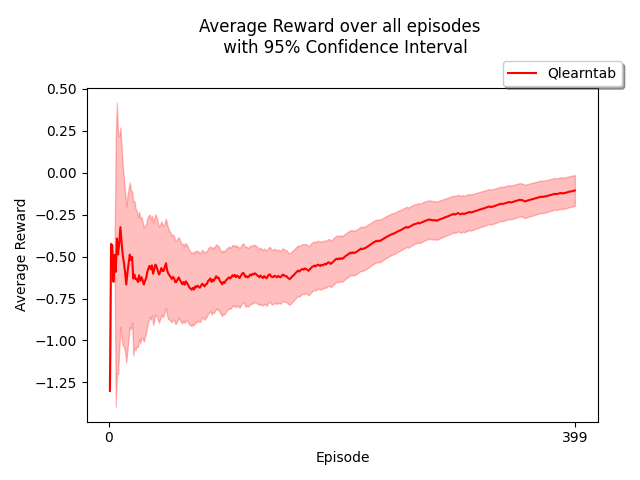 Average Reward over all episodes
with 95% Confidence Interval
Qlearntab
0.50
0.25
0.00
−0.25
−0.50
−0.75
−1.00
−1.25
Average Reward
0
399
Episode